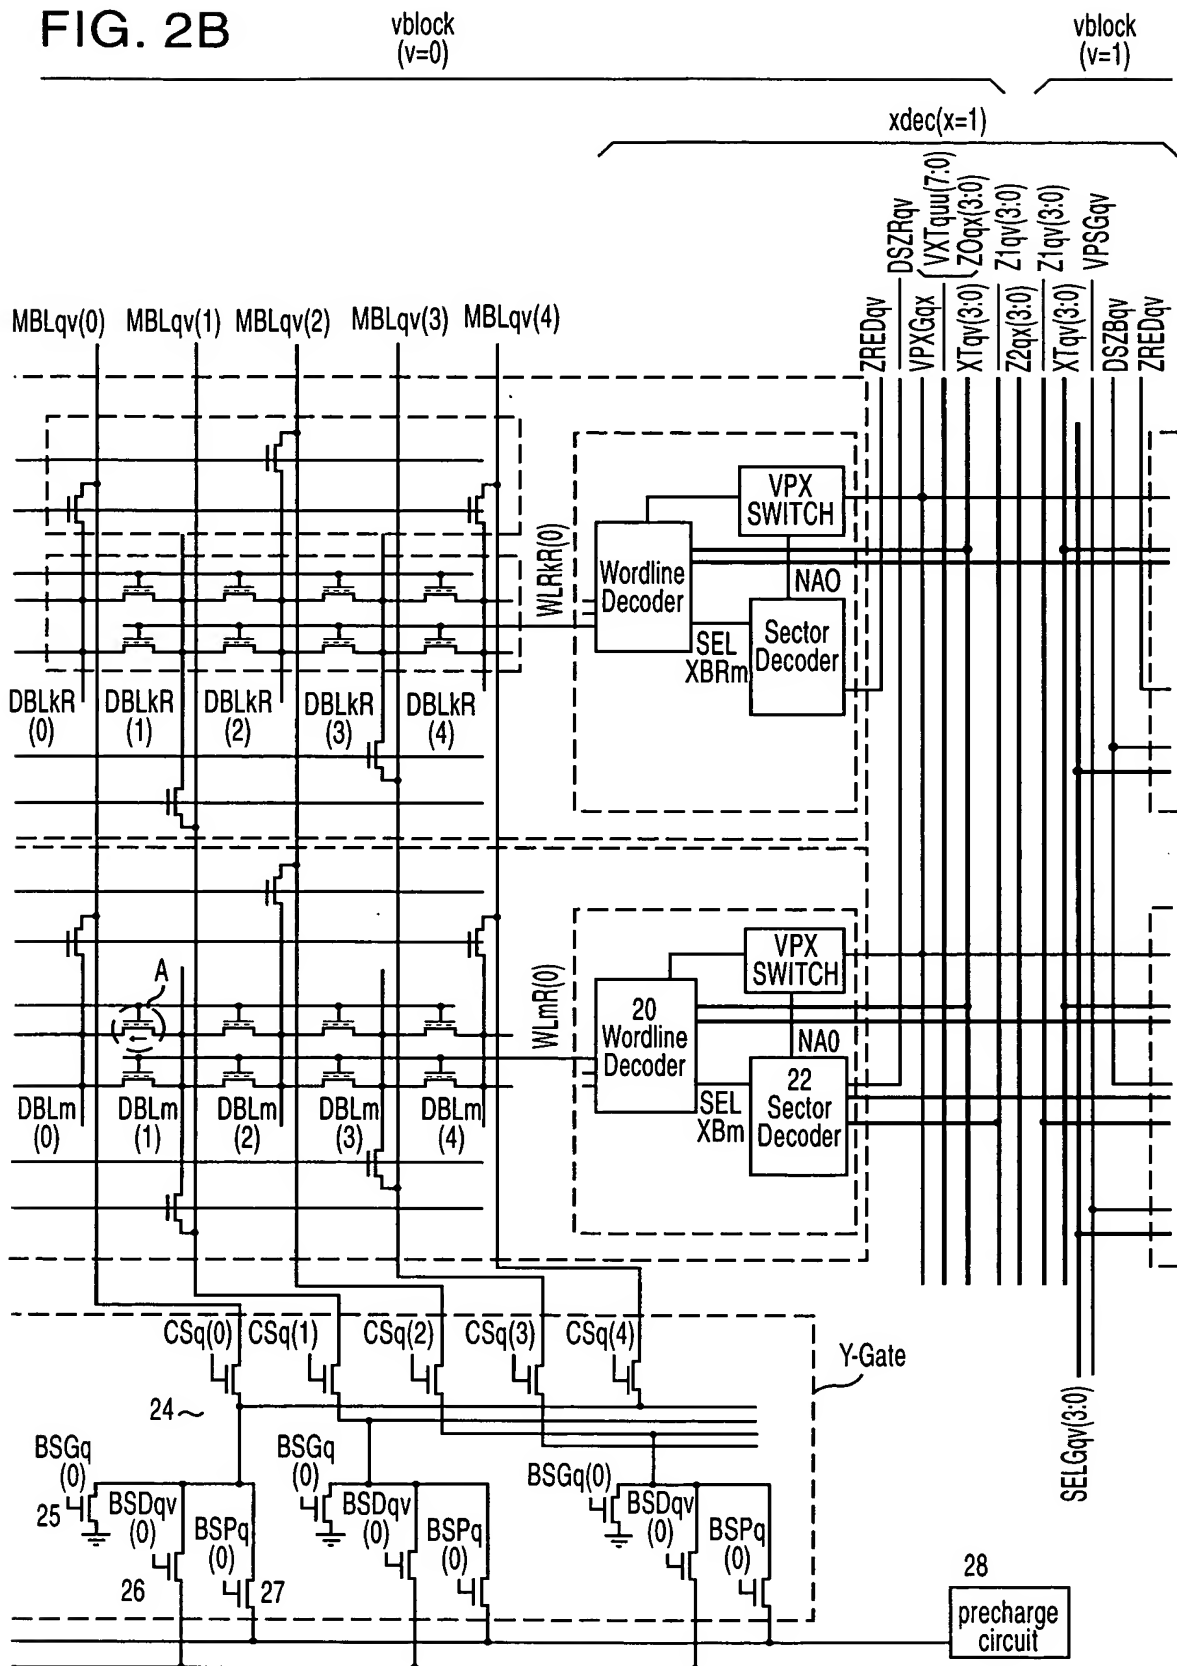 FIG. 2B
vblock
(v=0)
vblock
(v=1)
xdec(x=1)
ZREDqv
DSZRqv
VPXGqx
VXTquu(7:0)
ZOqx(3:0)
XTqv(3:0)
Z1qv(3:0)
Z2qx(3:0)
Z1qv(3:0)
XTqv(3:0)
VPSGqv
DSZBqv
ZREDqv
MBLqv(0)
MBLqv(1)
MBLqv(2)
MBLqv(3)
MBLqv(4)
WLRkR(0)
VPX
SWITCH
Wordline
Decoder
NAO
SEL
XBRm
Sector
Decoder
DBLkR
(0)
DBLkR
(1)
DBLkR
(2)
DBLkR
(3)
DBLkR
(4)
A
WLmR(0)
VPX
SWITCH
20
Wordline
Decoder
NA0
SEL
XBm
22
Sector
Decoder
DBLm
(0)
DBLm
(1)
DBLm
(2)
DBLm
(3)
DBLm
(4)
CSq(0)
CSq(1)
CSq(2)
CSq(3)
CSq(4)
Y-Gate
24
SELGqv(3:0)
BSGq
(0)
25
BSDqv
(0)
26
BSPq
(0)
27
BSGq
(0)
BSDqv
(0)
BSPq
(0)
BSGq(0)
BSDqv
(0)
BSPq
(0)
28
precharge
circuit